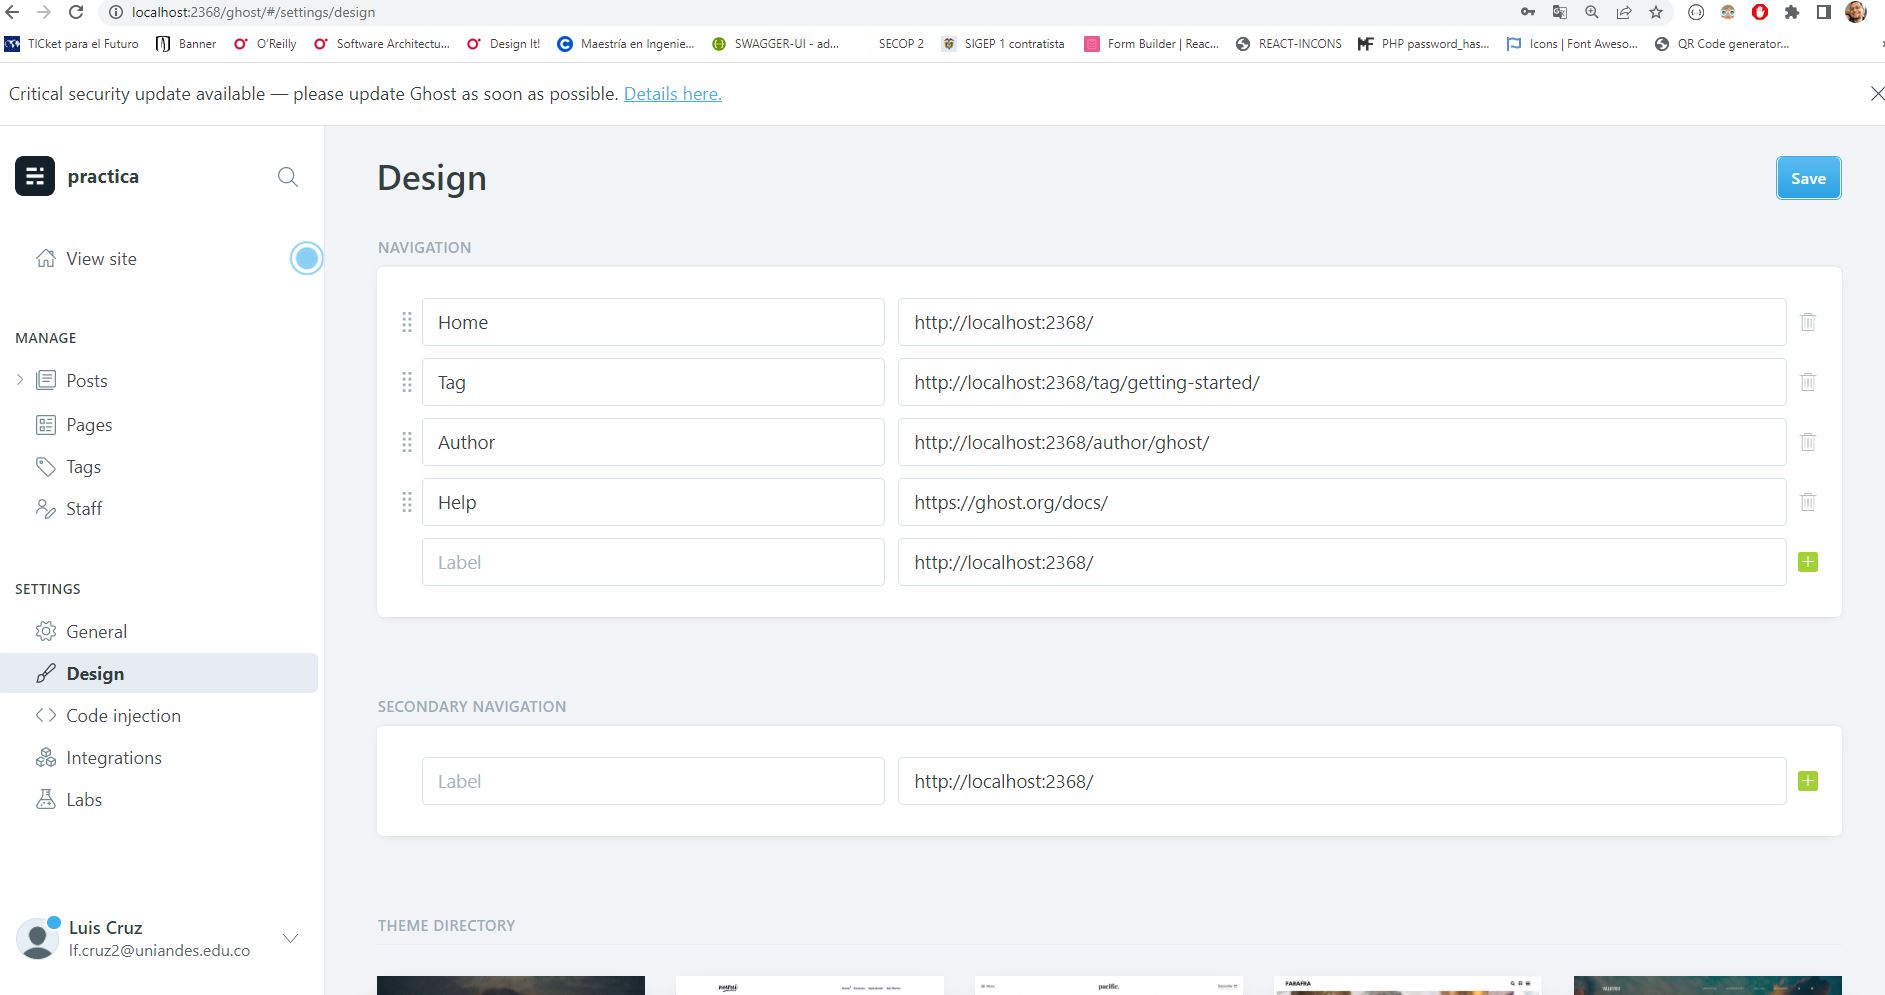 localhost:2368/ghost/#/settings/design
TICket para el Futuro Banner O'Reilly Software Architectu... Design It! Maestría en Ingenie... SWAGGER-UI - ad... SECOP 2 SIGEP 1 contratista Form Builder | Reac... REACT-INCONS PHP password_has... Icons | Font Aweso... QR Code generator...
Critical security update available — please update Ghost as soon as possible. Details here.
practica
View site
MANAGE
Posts
Pages
Tags
Staff
SETTINGS
General
Design
Code injection
Integrations
Labs
Luis Cruz
lf.cruz2@uniandes.edu.co
Design
Save
NAVIGATION
Home http://localhost:2368/
Tag http://localhost:2368/tag/getting-started/
Author http://localhost:2368/author/ghost/
Help https://ghost.org/docs/
Label http://localhost:2368/
SECONDARY NAVIGATION
Label http://localhost:2368/
THEME DIRECTORY
pacific.
FARAFRA